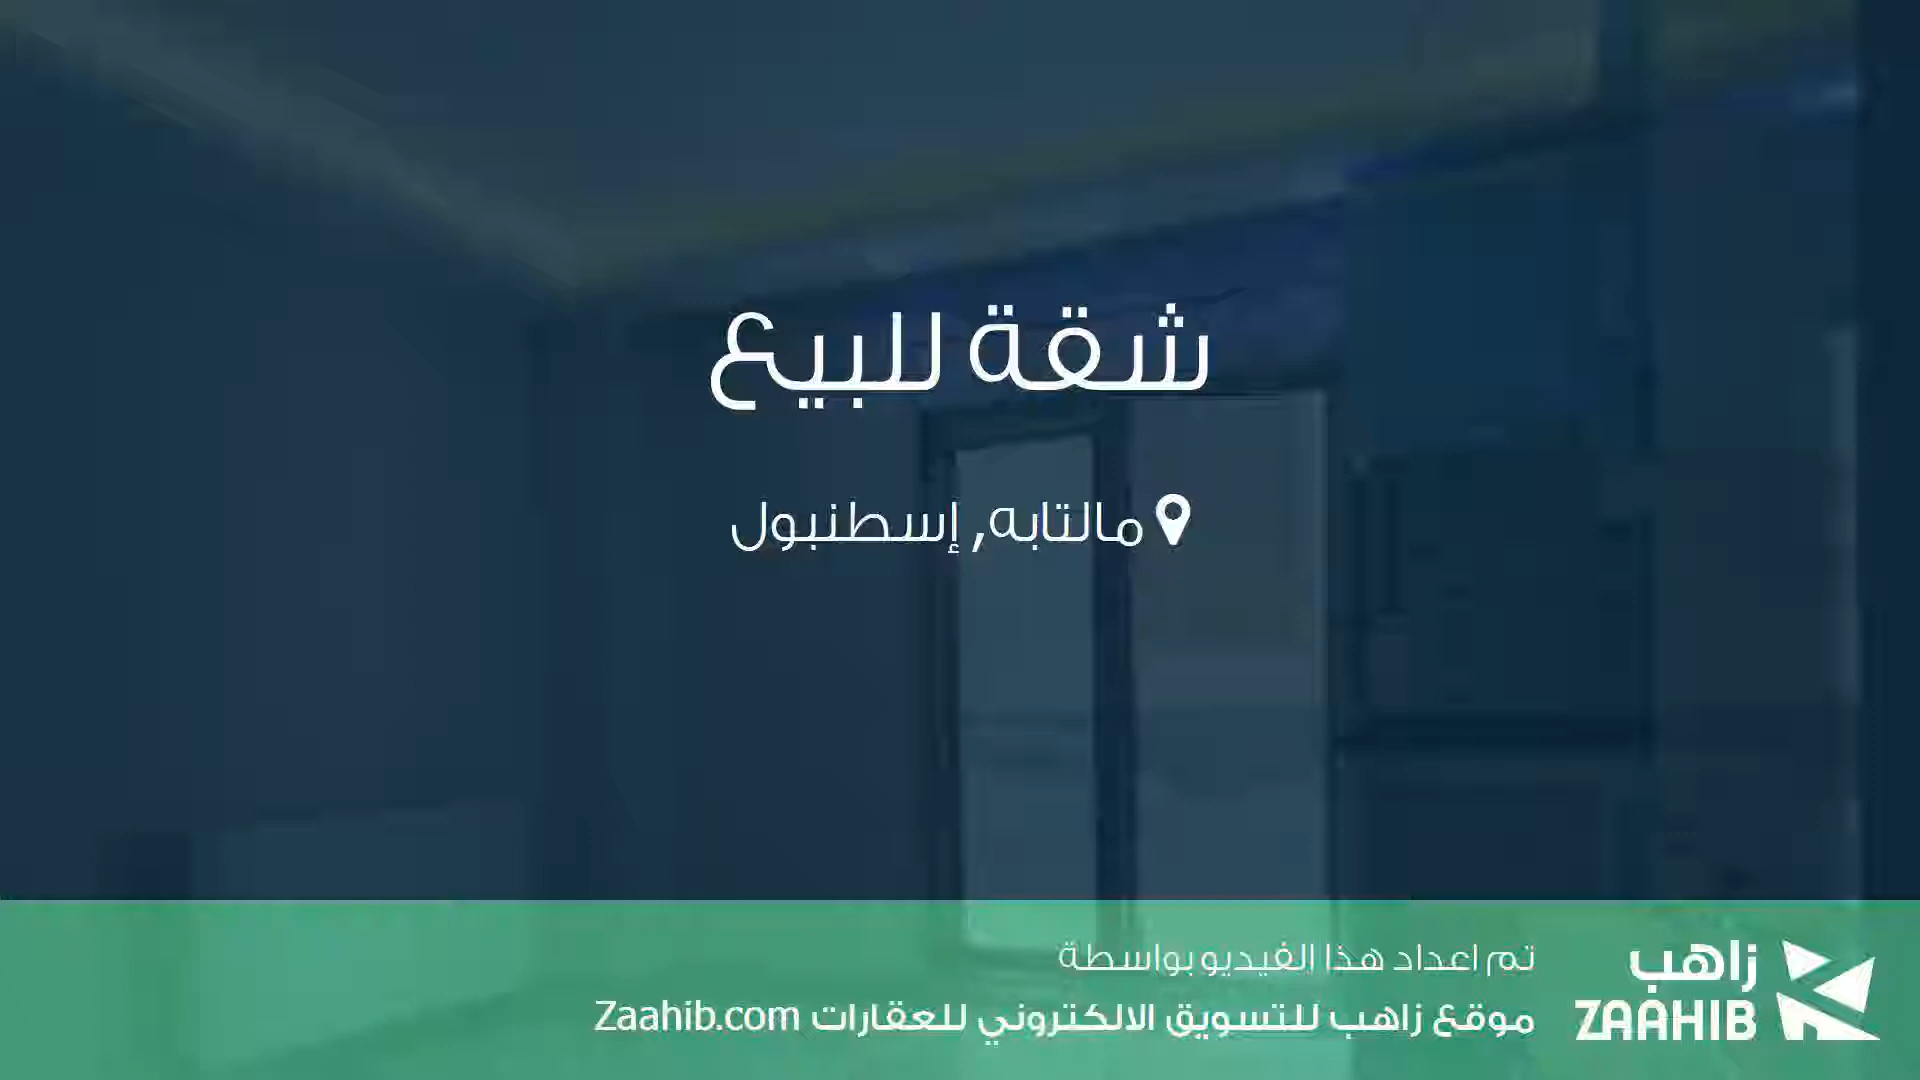 شقة للبيع
مالتابه, إسطنبول
تم اعداد هذا الفيديو بواسطة
موقع زاهب للتسويق الالكتروني للعقارات Zaahib.com
زاهب
ZAAHIB